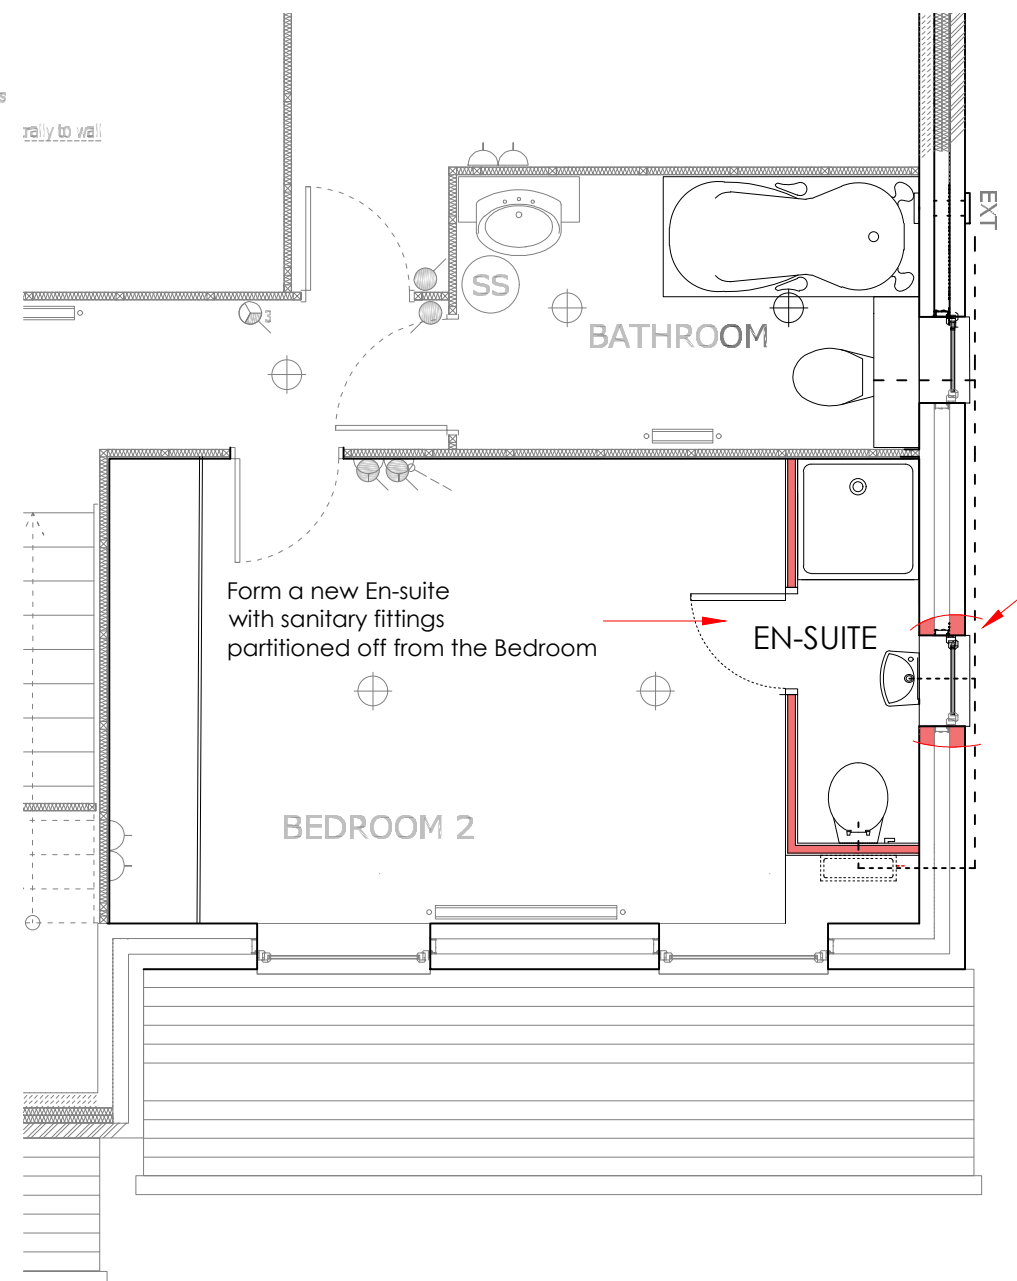 rally to wall
EXT
SS
BATHROOM
3
Form a new En-suite
with sanitary fittings
partitioned off from the Bedroom
EN-SUITE
BEDROOM 2